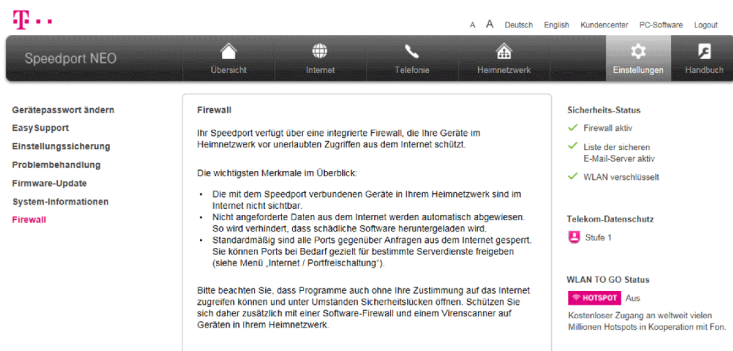 T
A A Deutsch English Kundencenter PC-Software Logout
Speedport NEO
Übersicht Internet Telefonie Heimnetzwerk Einstellungen Handbuch
Gerätepasswort ändern
EasySupport
Einstellungssicherung
Problembehandlung
Firmware-Update
System-Informationen
Firewall
Firewall
Ihr Speedport verfügt über eine integrierte Firewall, die Ihre Geräte im
Heimnetzwerk vor unerlaubten Zugriffen aus dem Internet schützt.
Die wichtigsten Merkmale im Überblick:
• Die mit dem Speedport verbundenen Geräte in Ihrem Heimnetzwerk sind im
Internet nicht sichtbar.
• Nicht angeforderte Daten aus dem Internet werden automatisch abgewiesen.
So wird verhindert, dass schädliche Software heruntergeladen wird.
• Standardmäßig sind alle Ports gegenüber Anfragen aus dem Internet gesperrt.
Sie können Ports bei Bedarf gezielt für bestimmte Serverdienste freigeben
(siehe Menü „Internet / Portfreischaltung“).
Bitte beachten Sie, dass Programme auch ohne Ihre Zustimmung auf das Internet
zugreifen können und unter Umständen Sicherheitslücken öffnen. Schützen Sie
sich daher zusätzlich mit einer Software-Firewall und einem Virenscanner auf
Geräten in Ihrem Heimnetzwerk.
Sicherheits-Status
Firewall aktiv
Liste der sicheren
E-Mail-Server aktiv
WLAN verschlüsselt
Telekom-Datenschutz
Stufe 1
WLAN TO GO Status
HOTSPOT Aus
Kostenloser Zugang an weltweit vielen
Millionen Hotspots in Kooperation mit Fon.